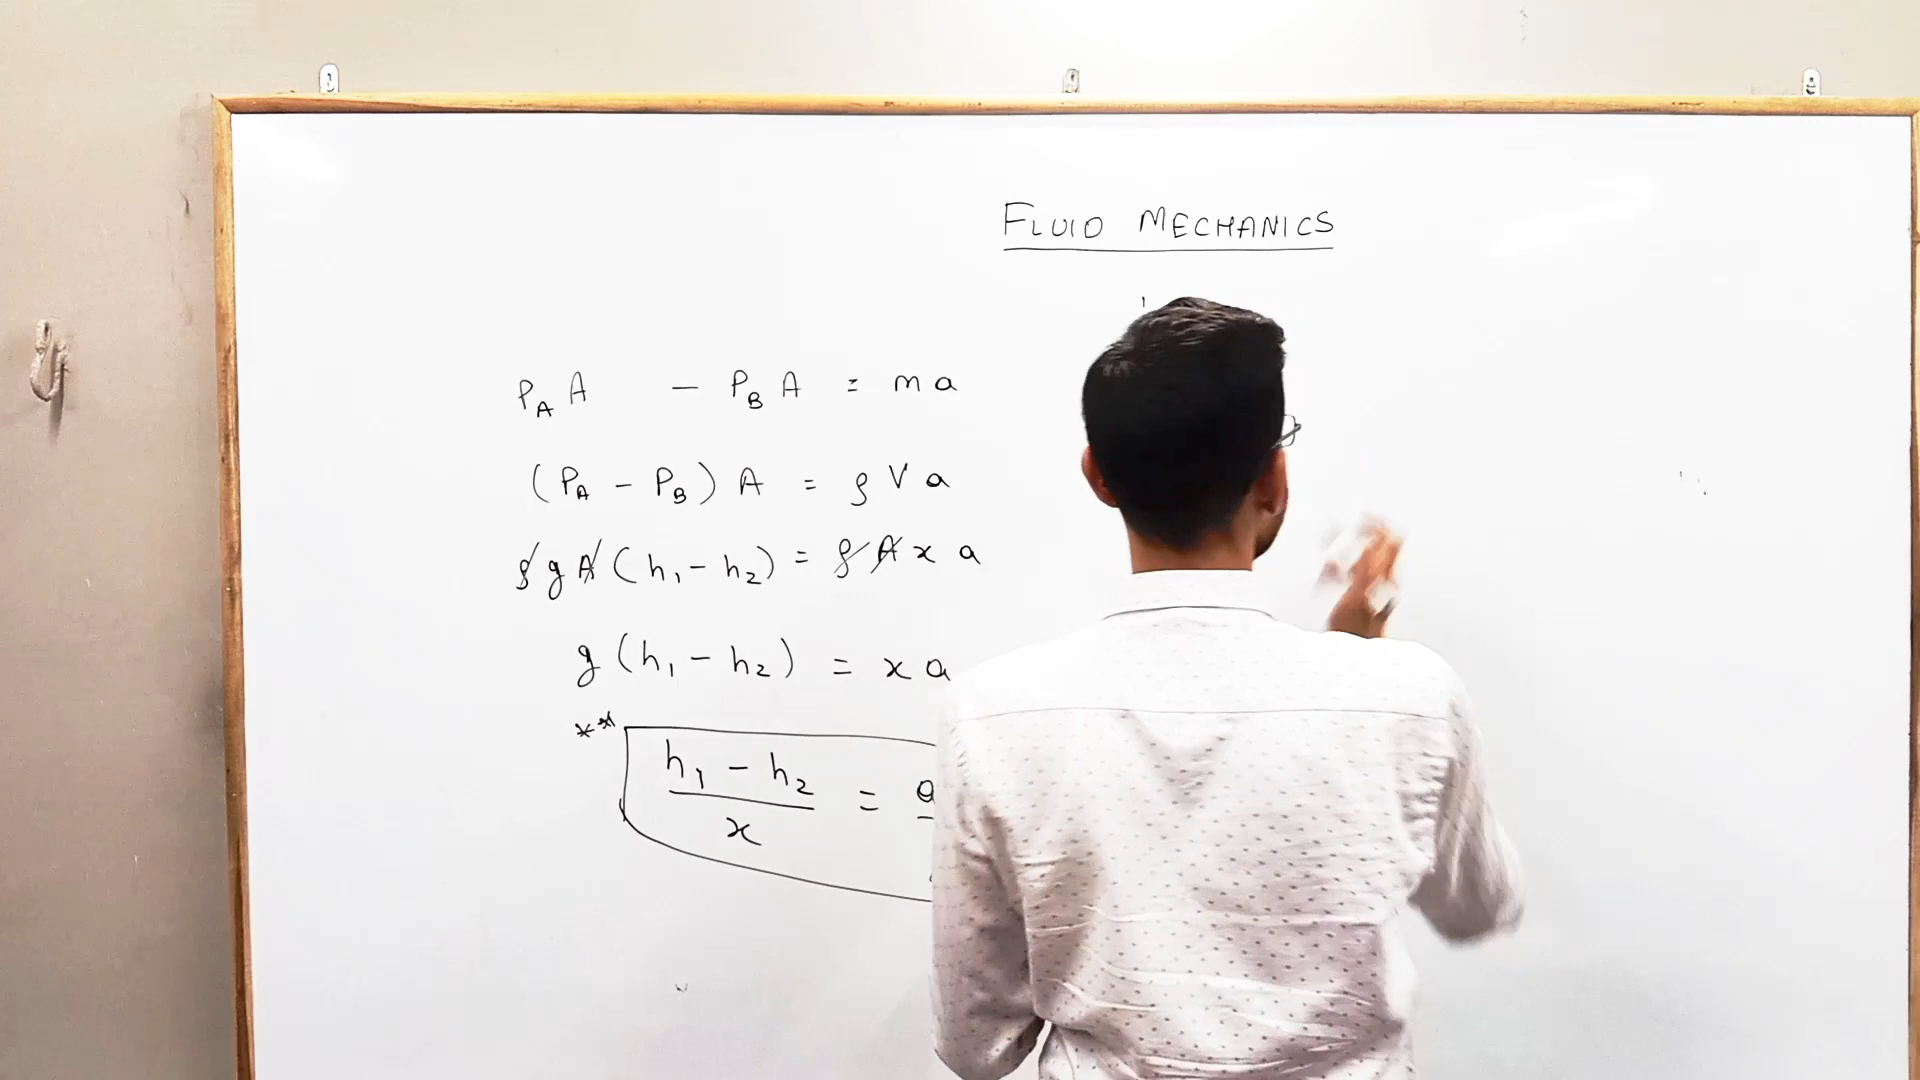 FLUID MECHANICS
P_A A - P_B A = m a
(P_A - P_B) A = ρ V a
ρ g A (h₁ - h₂) = ρ A x a
g (h₁ - h₂) = x a
**
h₁ - h₂ = a
x